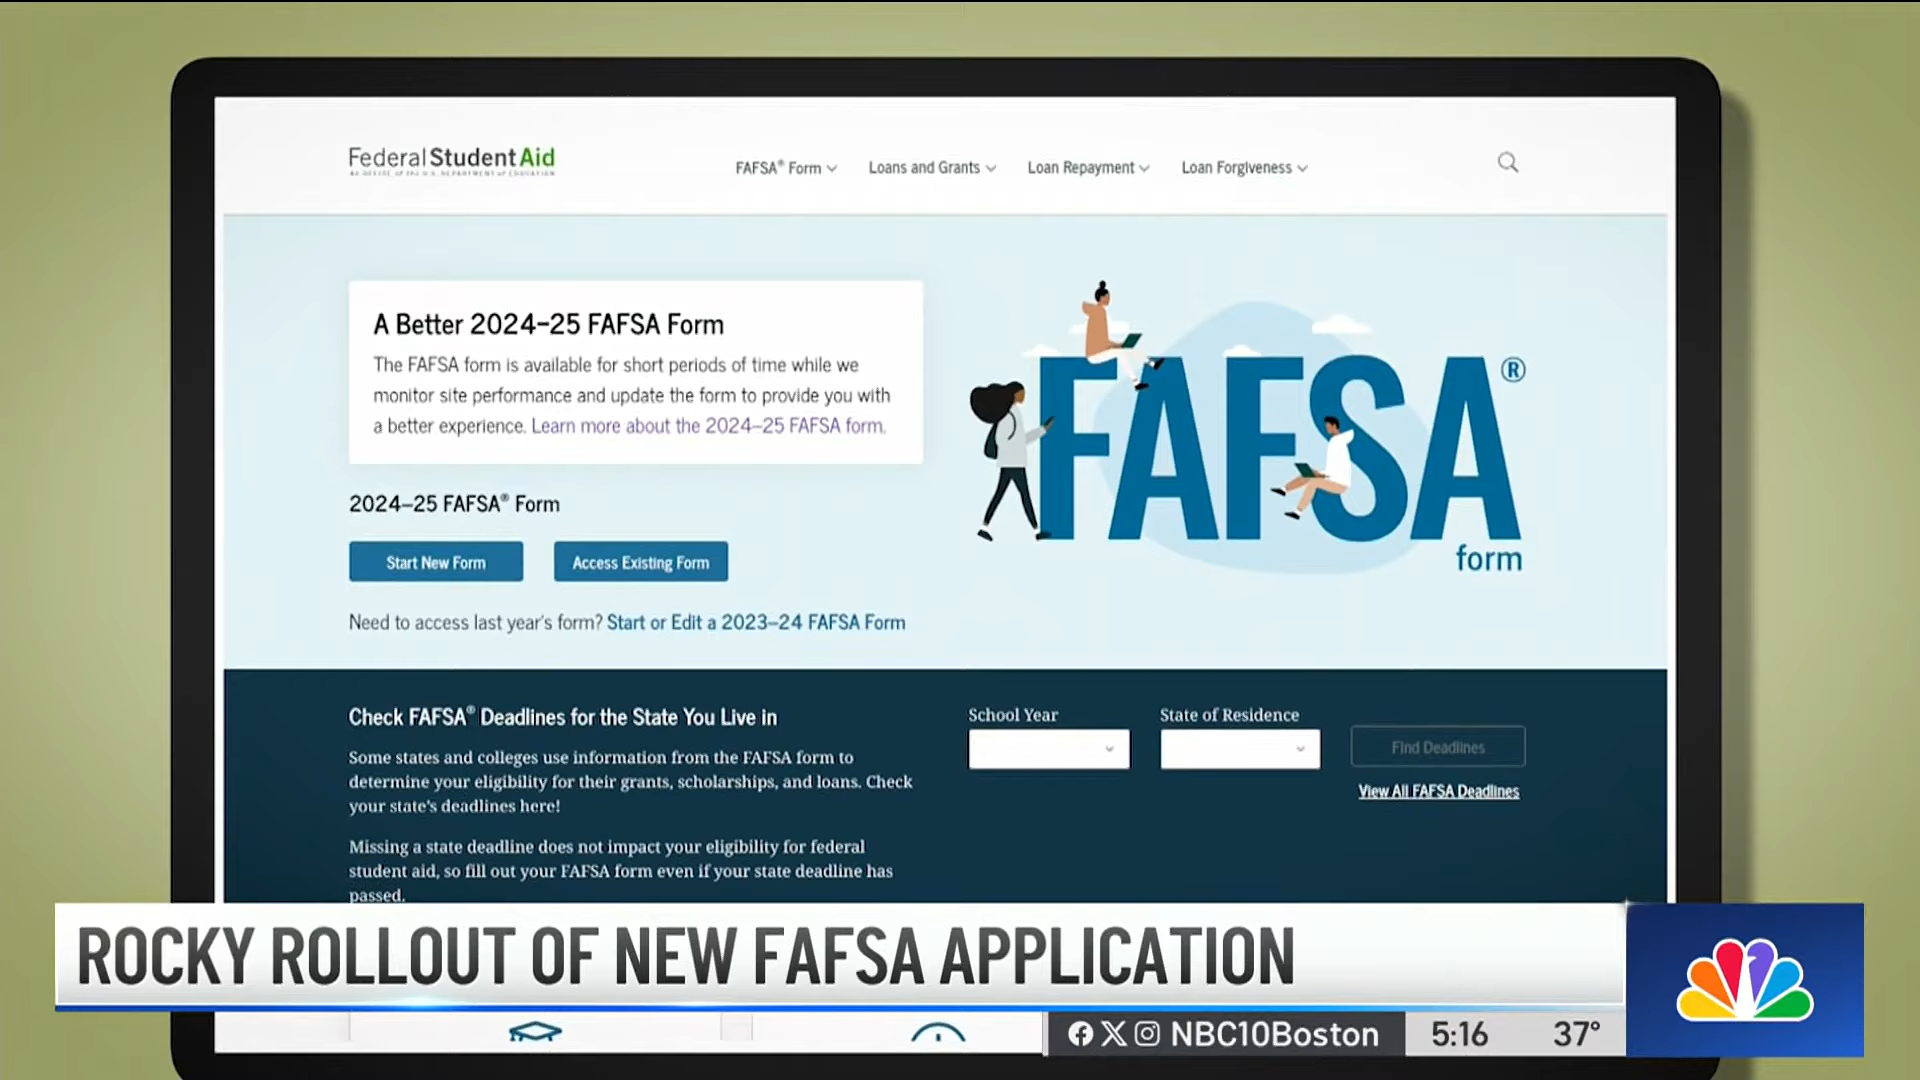 Federal Student Aid
An OFFICE of the U.S. DEPARTMENT of EDUCATION
FAFSA® Form
Loans and Grants
Loan Repayment
Loan Forgiveness
A Better 2024–25 FAFSA Form
The FAFSA form is available for short periods of time while we
monitor site performance and update the form to provide you with
a better experience. Learn more about the 2024–25 FAFSA form.
FAFSA®
form
2024–25 FAFSA® Form
Start New Form
Access Existing Form
Need to access last year's form? Start or Edit a 2023–24 FAFSA Form
Check FAFSA® Deadlines for the State You Live in
Some states and colleges use information from the FAFSA form to
determine your eligibility for their grants, scholarships, and loans. Check
your state's deadlines here!
Missing a state deadline does not impact your eligibility for federal
student aid, so fill out your FAFSA form even if your state deadline has
passed.
School Year
State of Residence
Find Deadlines
View All FAFSA Deadlines
ROCKY ROLLOUT OF NEW FAFSA APPLICATION
NBC10Boston
5:16
37°